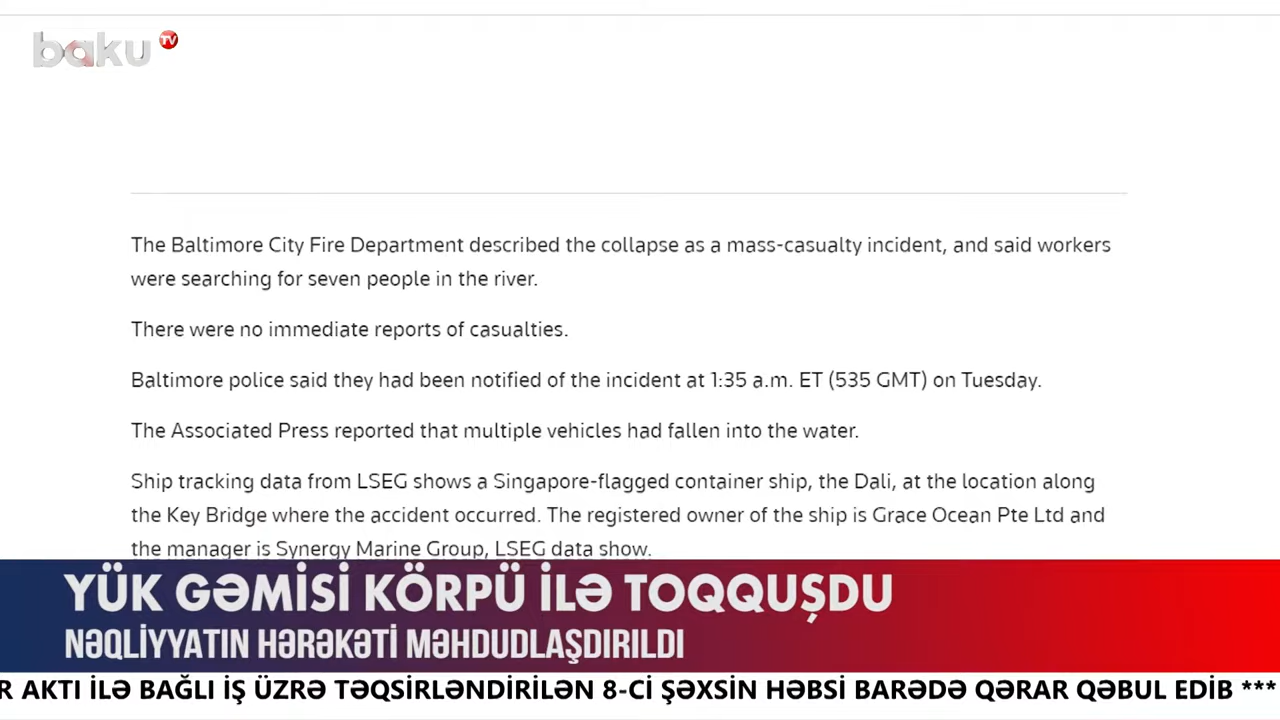 baku TV
The Baltimore City Fire Department described the collapse as a mass-casualty incident, and said workers
were searching for seven people in the river.
There were no immediate reports of casualties.
Baltimore police said they had been notified of the incident at 1:35 a.m. ET (535 GMT) on Tuesday.
The Associated Press reported that multiple vehicles had fallen into the water.
Ship tracking data from LSEG shows a Singapore-flagged container ship, the Dali, at the location along
the Key Bridge where the accident occurred. The registered owner of the ship is Grace Ocean Pte Ltd and
the manager is Synergy Marine Group, LSEG data show.
YÜK GƏMİSİ KÖRPÜ İLƏ TOQQUŞDU
NƏQLİYYATIN HƏRƏKƏTİ MƏHDUDLAŞDIRILDI
R AKTI İLƏ BAĞLI İŞ ÜZRƏ TƏQSİRLƏNDİRİLƏN 8-Cİ ŞƏXSİN HƏBSİ BARƏDƏ QƏRAR QƏBUL EDİB ***